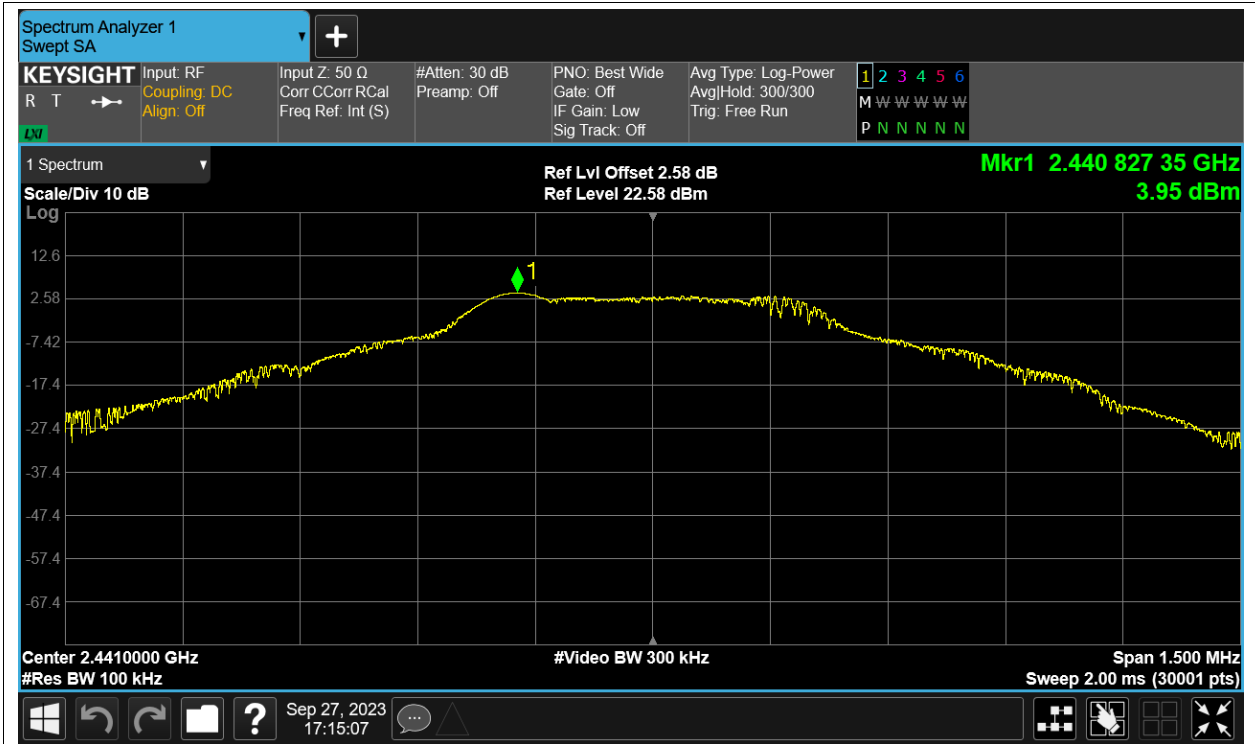 Spectrum Analyzer 1
Swept SA
KEYSIGHT
R T
LXI
Input: RF
Coupling: DC
Align: Off
Input Z: 50 Ω
Corr CCorr RCal
Freq Ref: Int (S)
#Atten: 30 dB
Preamp: Off
PNO: Best Wide
Gate: Off
IF Gain: Low
Sig Track: Off
Avg Type: Log-Power
Avg|Hold: 300/300
Trig: Free Run
1 2 3 4 5 6
M W W W W W
P N N N N N
1 Spectrum
Scale/Div 10 dB
Log
Ref Lvl Offset 2.58 dB
Ref Level 22.58 dBm
Mkr1 2.440 827 35 GHz
3.95 dBm
1
12.6
2.58
-7.42
-17.4
-27.4
-37.4
-47.4
-57.4
-67.4
Center 2.4410000 GHz
#Res BW 100 kHz
#Video BW 300 kHz
Span 1.500 MHz
Sweep 2.00 ms (30001 pts)
?
Sep 27, 2023
17:15:07